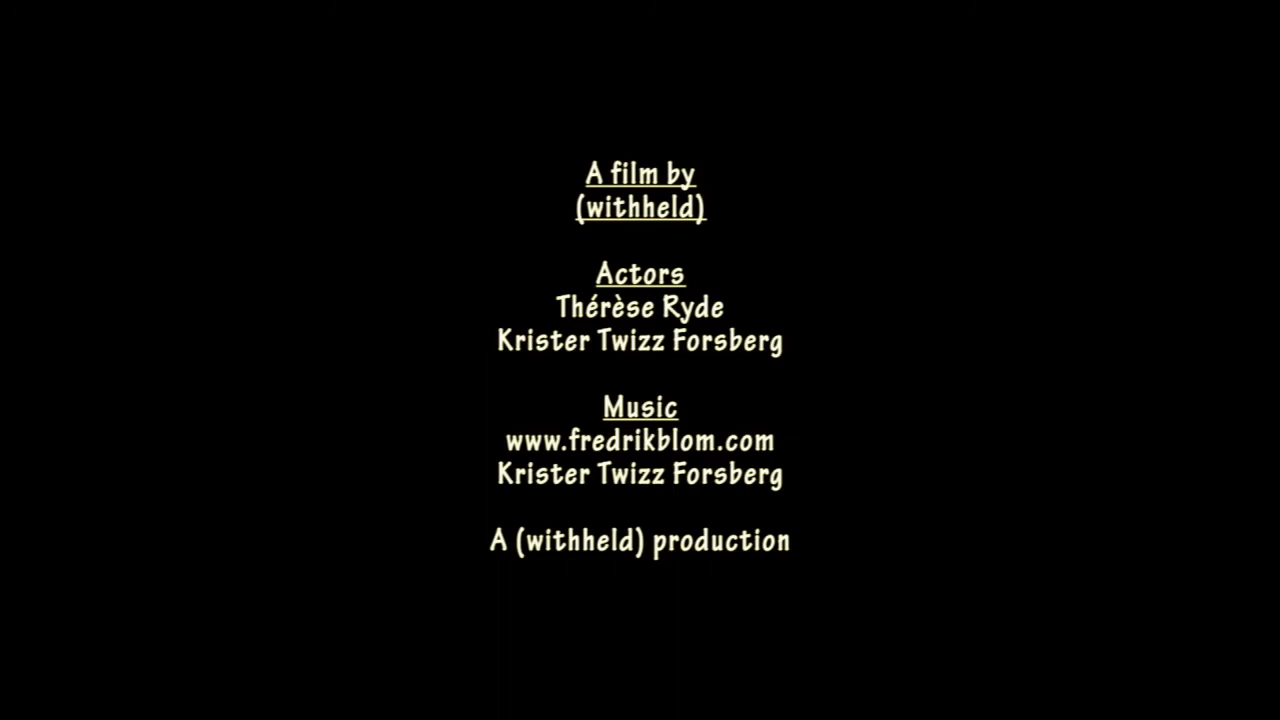 A film by
(withheld)
Actors
Thérèse Ryde
Krister Twizz Forsberg
Music
www.fredrikblom.com
Krister Twizz Forsberg
A (withheld) production